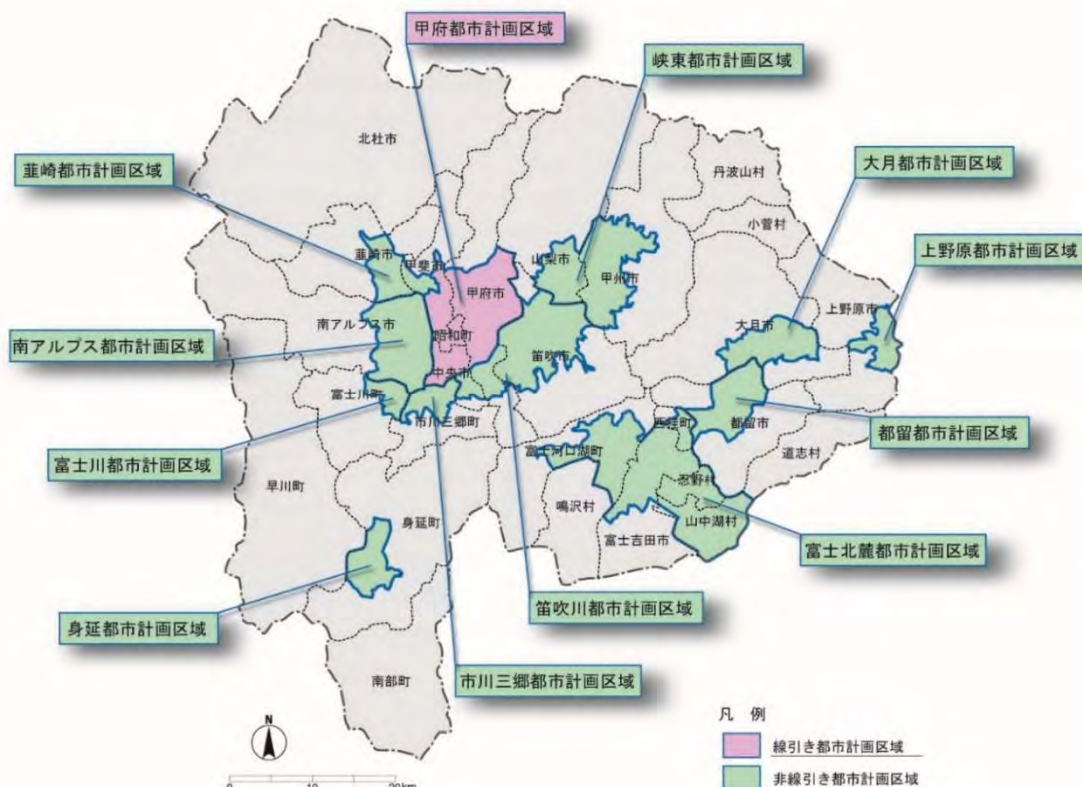 甲府都市計画区域
峡東都市計画区域
韮崎都市計画区域
大月都市計画区域
上野原都市計画区域
南アルプス都市計画区域
富士川都市計画区域
都留都市計画区域
富士北麓都市計画区域
笛吹川都市計画区域
身延都市計画区域
市川三郷都市計画区域
北杜市
丹波山村
小菅村
韮崎市
甲斐市
甲府市
山梨市
甲州市
上野原市
大月市
南アルプス市
昭和町
笛吹市
中央市
富士川町
市川三郷町
西桂町
都留市
道志村
富士河口湖町
忍野村
早川町
鳴沢村
山中湖村
身延町
富士吉田市
南部町
N
0 10 20km
凡 例
線引き都市計画区域
非線引き都市計画区域